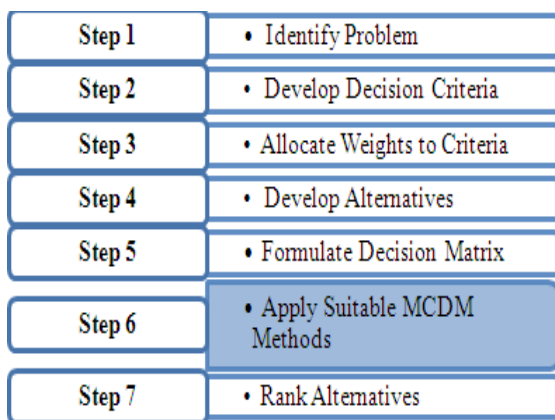 Step 1
• Identify Problem
Step 2
• Develop Decision Criteria
Step 3
• Allocate Weights to Criteria
Step 4
• Develop Alternatives
Step 5
• Formulate Decision Matrix
Step 6
• Apply Suitable MCDM
Methods
Step 7
• Rank Alternatives